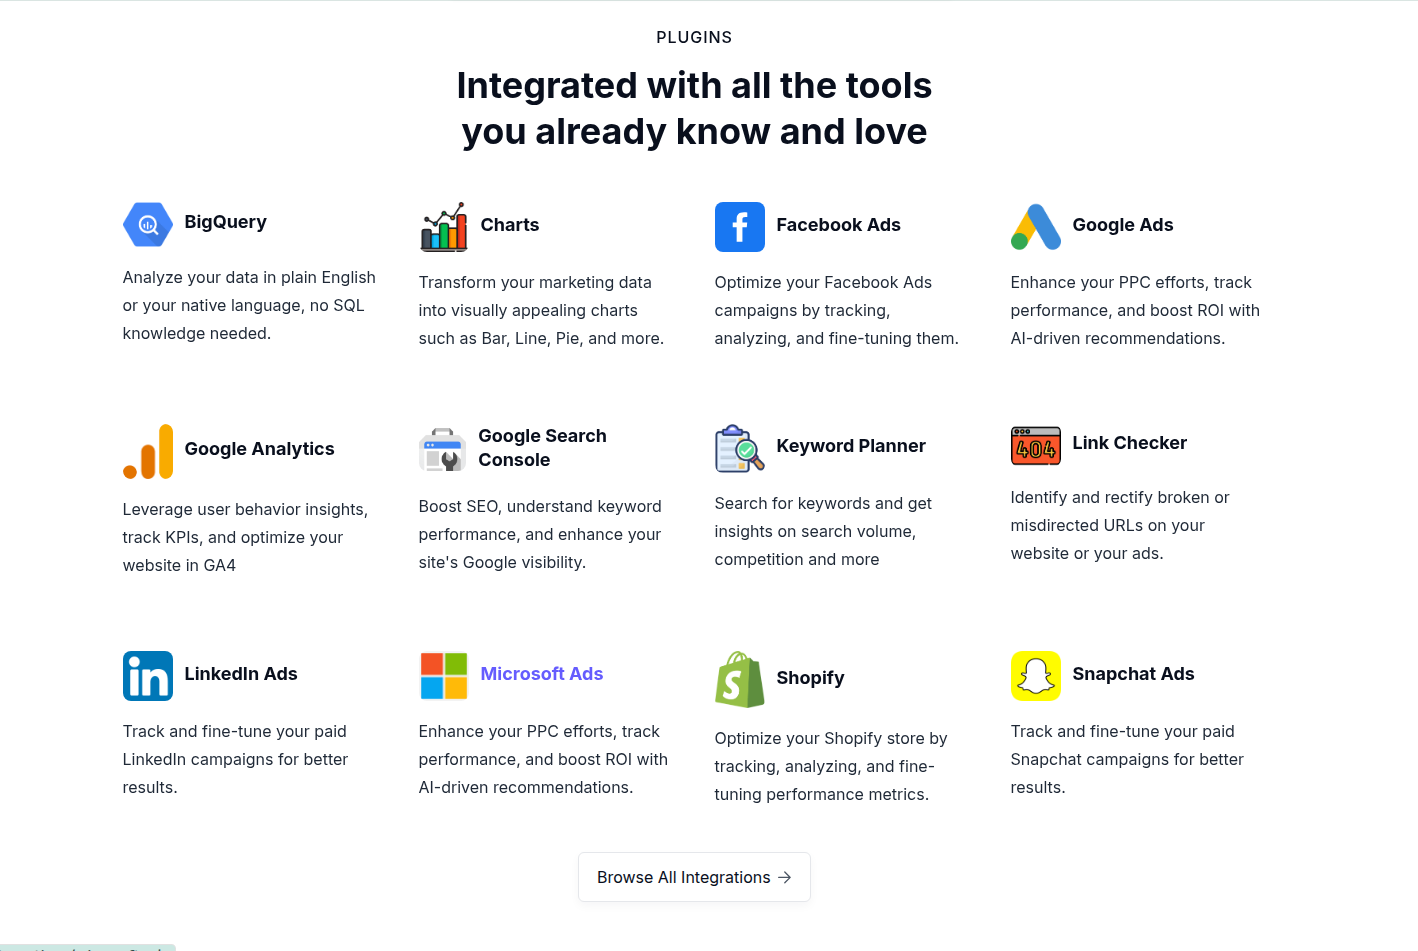 PLUGINS
Integrated with all the tools
you already know and love
BigQuery
Analyze your data in plain English
or your native language, no SQL
knowledge needed.
Charts
Transform your marketing data
into visually appealing charts
such as Bar, Line, Pie, and more.
Facebook Ads
Optimize your Facebook Ads
campaigns by tracking,
analyzing, and fine-tuning them.
Google Ads
Enhance your PPC efforts, track
performance, and boost ROI with
AI-driven recommendations.
Google Analytics
Leverage user behavior insights,
track KPIs, and optimize your
website in GA4
Google Search
Console
Boost SEO, understand keyword
performance, and enhance your
site's Google visibility.
Keyword Planner
Search for keywords and get
insights on search volume,
competition and more
404
Link Checker
Identify and rectify broken or
misdirected URLs on your
website or your ads.
in
LinkedIn Ads
Track and fine-tune your paid
LinkedIn campaigns for better
results.
Microsoft Ads
Enhance your PPC efforts, track
performance, and boost ROI with
AI-driven recommendations.
Shopify
Optimize your Shopify store by
tracking, analyzing, and fine-
tuning performance metrics.
Snapchat Ads
Track and fine-tune your paid
Snapchat campaigns for better
results.
Browse All Integrations →